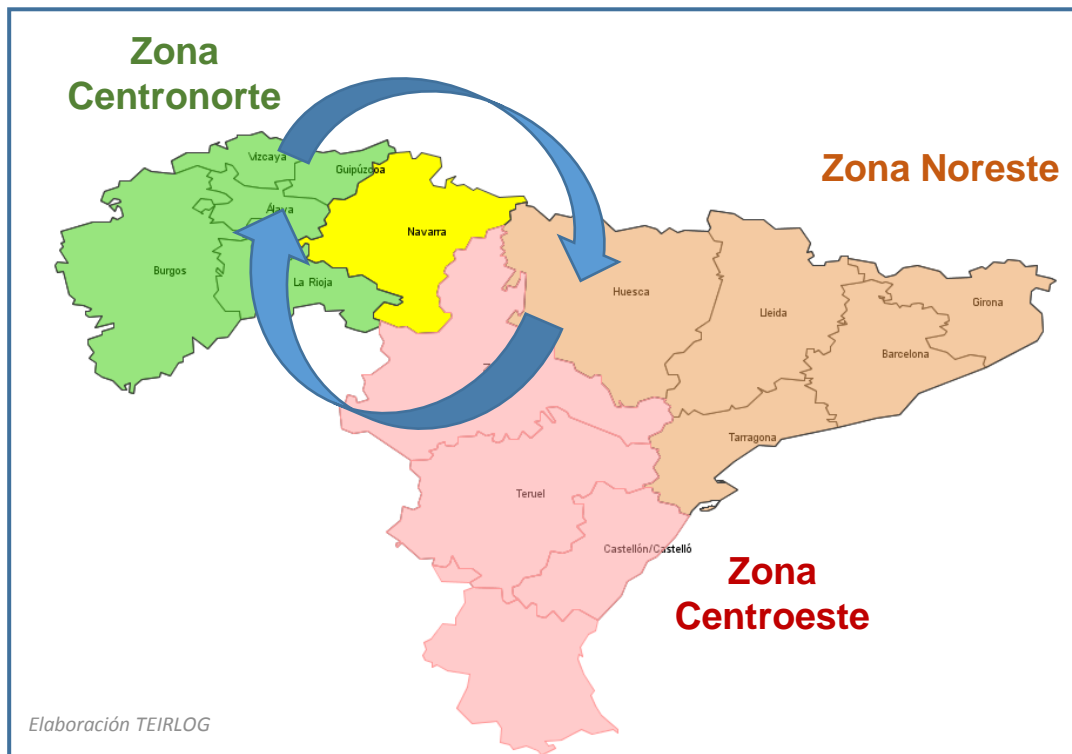 Zona
Centronorte
Zona Noreste
Vizcaya
Guipúzcoa
Álava
Navarra
Burgos
La Rioja
Huesca
Lleida
Girona
Barcelona
Tarragona
Teruel
Castellón/Castelló
Zona
Centroeste
Elaboración TEIRLOG